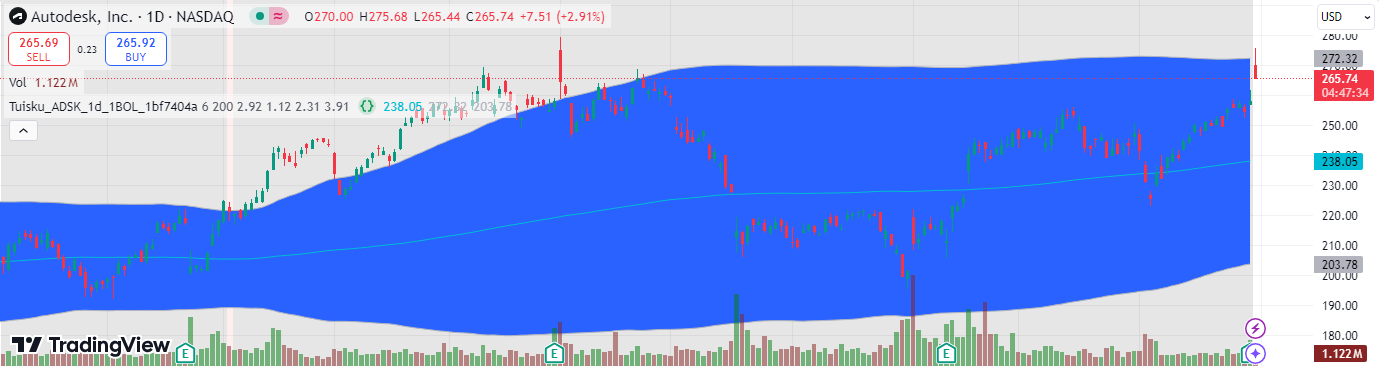 Autodesk, Inc. · 1D · NASDAQ O270.00 H275.68 L265.44 C265.74 +7.51 (+2.91%)
265.69 SELL 0.23 265.92 BUY
Vol 1.122 M
Tuisku_ADSK_1d_1BOL_1bf7404a 6 200 2.92 1.12 2.31 3.91 238.05 272.32 203.78
USD
280.00
272.32
265.74
04:47:34
250.00
238.05
230.00
220.00
210.00
203.78
200.00
190.00
180.00
1.122 M
TradingView
E E E